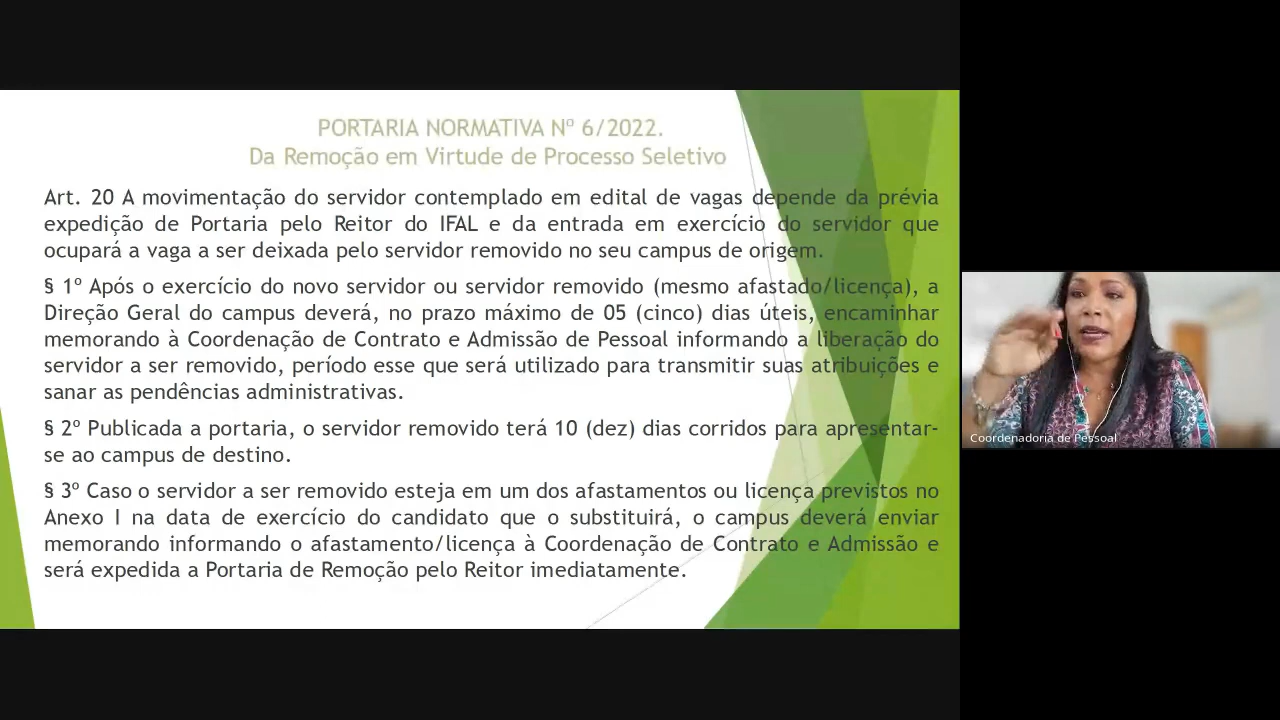 PORTARIA NORMATIVA Nº 6/2022.
Da Remoção em Virtude de Processo Seletivo
Art. 20 A movimentação do servidor contemplado em edital de vagas depende da prévia
expedição de Portaria pelo Reitor do IFAL e da entrada em exercício do servidor que
ocupará a vaga a ser deixada pelo servidor removido no seu campus de origem.
§ 1º Após o exercício do novo servidor ou servidor removido (mesmo afastado/licença), a
Direção Geral do campus deverá, no prazo máximo de 05 (cinco) dias úteis, encaminhar
memorando à Coordenação de Contrato e Admissão de Pessoal informando a liberação do
servidor a ser removido, período esse que será utilizado para transmitir suas atribuições e
sanar as pendências administrativas.
§ 2º Publicada a portaria, o servidor removido terá 10 (dez) dias corridos para apresentar-
se ao campus de destino.
§ 3º Caso o servidor a ser removido esteja em um dos afastamentos ou licença previstos no
Anexo I na data de exercício do candidato que o substituirá, o campus deverá enviar
memorando informando o afastamento/licença à Coordenação de Contrato e Admissão e
será expedida a Portaria de Remoção pelo Reitor imediatamente.
Coordenadoria de Pessoal